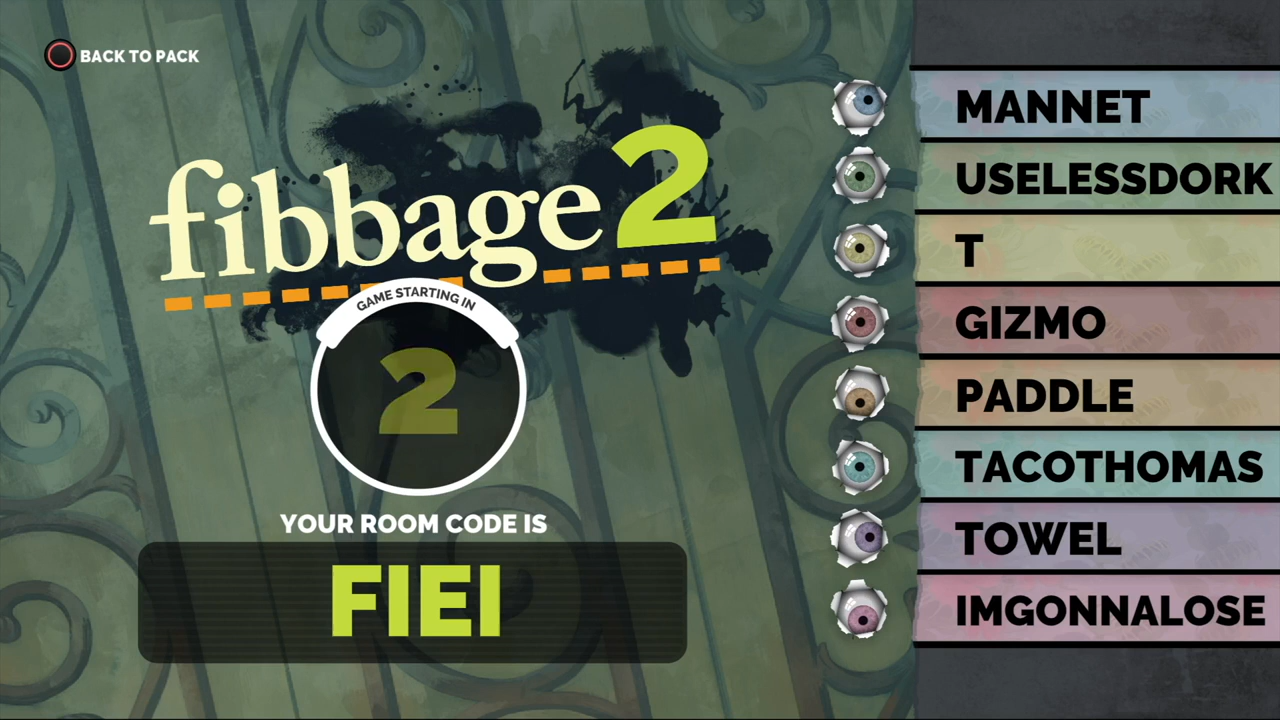 BACK TO PACK
fibbage 2
GAME STARTING IN
2
YOUR ROOM CODE IS
FIEI
MANNET
USELESSDORK
T
GIZMO
PADDLE
TACOTHOMAS
TOWEL
IMGONNALOSE